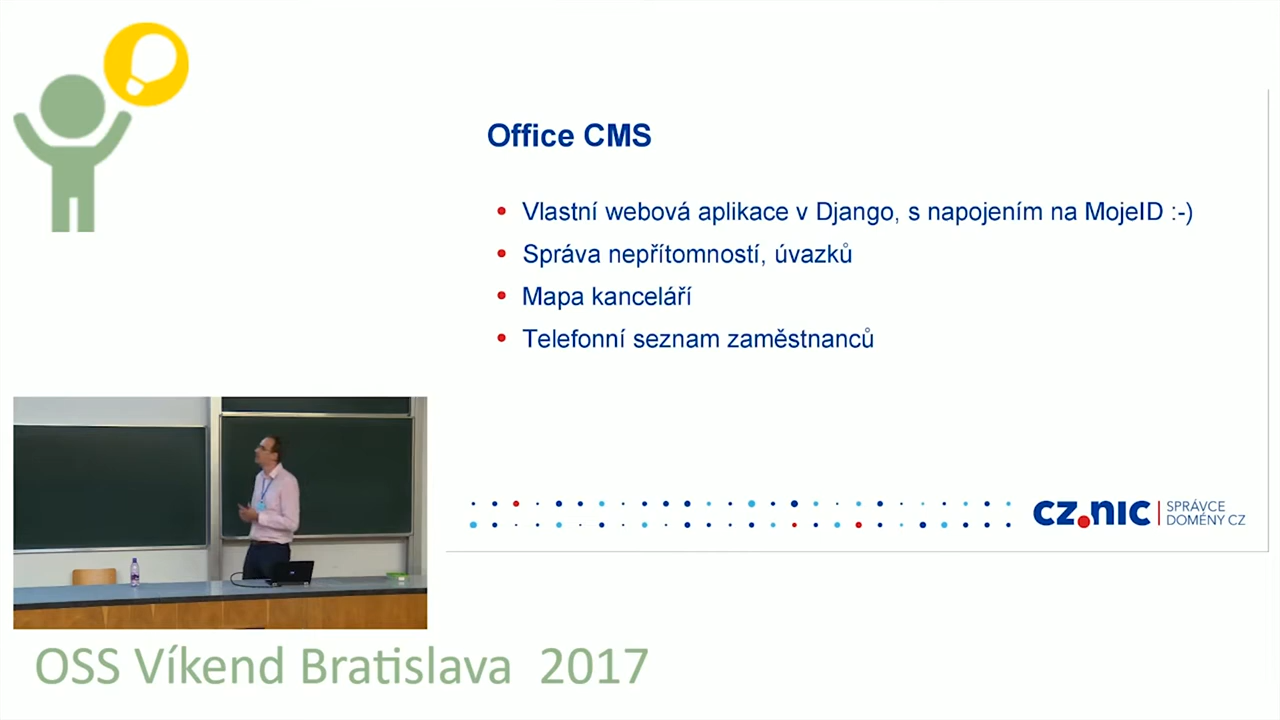 Office CMS
• Vlastní webová aplikace v Django, s napojením na MojeID :-)
• Správa nepřítomností, úvazků
• Mapa kanceláří
• Telefonní seznam zaměstnanců
CZ.NIC | SPRÁVCE
DOMÉNY CZ
OSS Víkend Bratislava 2017